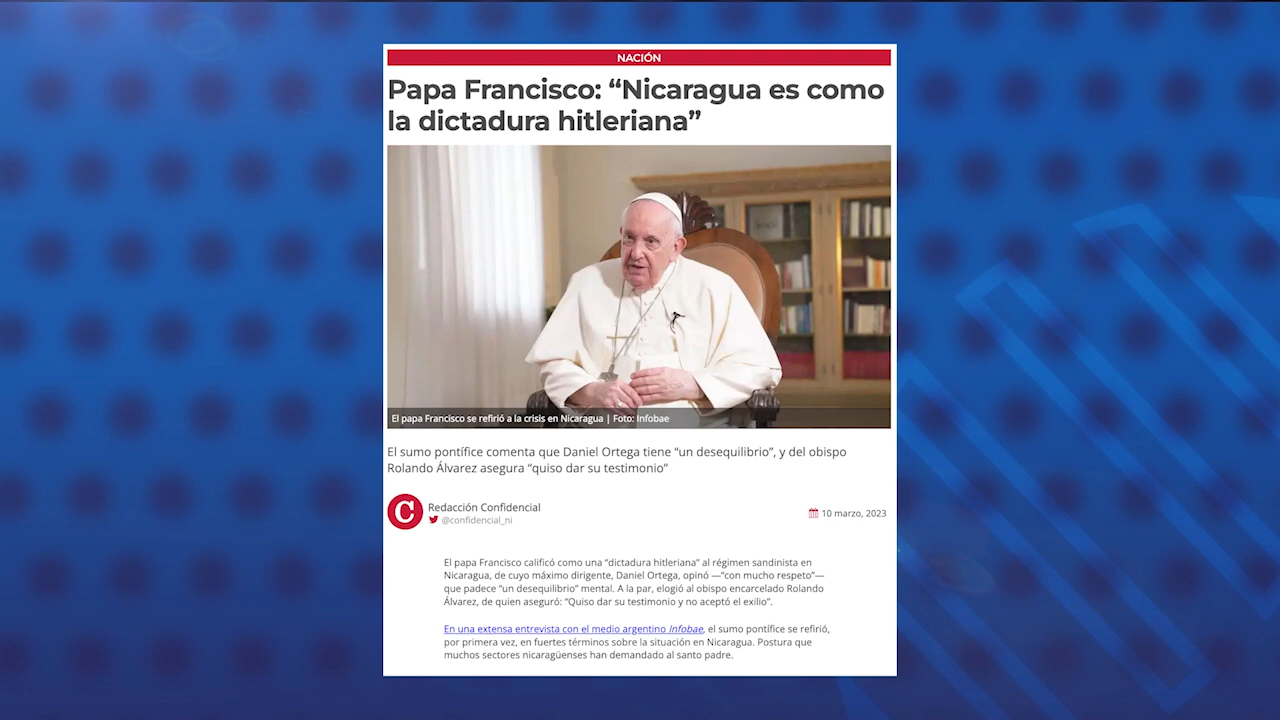 NACIÓN
Papa Francisco: “Nicaragua es como
la dictadura hitleriana”
El papa Francisco se refirió a la crisis en Nicaragua | Foto: Infobae
El sumo pontífice comenta que Daniel Ortega tiene “un desequilibrio”, y del obispo
Rolando Álvarez asegura “quiso dar su testimonio”
C
Redacción Confidencial
@confidencial_ni
10 marzo, 2023
El papa Francisco calificó como una “dictadura hitleriana” al régimen sandinista en
Nicaragua, de cuyo máximo dirigente, Daniel Ortega, opinó —“con mucho respeto”—
que padece “un desequilibrio” mental. A la par, elogió al obispo encarcelado Rolando
Álvarez, de quien aseguró: “Quiso dar su testimonio y no aceptó el exilio”.
En una extensa entrevista con el medio argentino Infobae, el sumo pontífice se refirió,
por primera vez, en fuertes términos sobre la situación en Nicaragua. Postura que
muchos sectores nicaragüenses han demandado al santo padre.